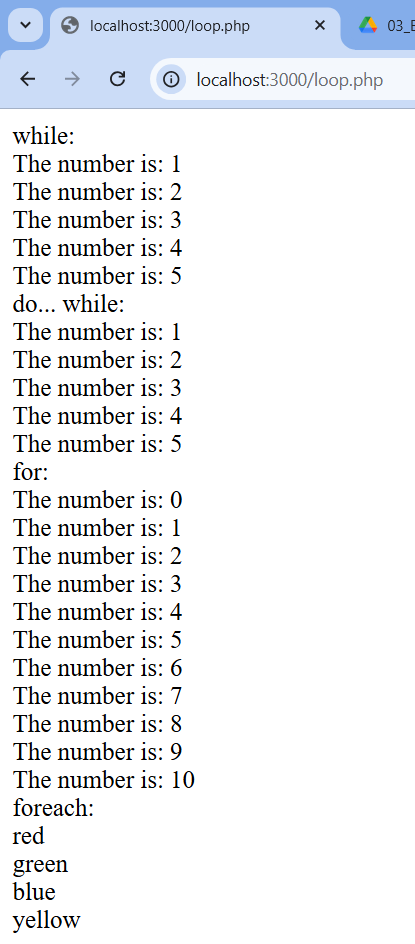 localhost:3000/loop.php
localhost:3000/loop.php
while:
The number is: 1
The number is: 2
The number is: 3
The number is: 4
The number is: 5
do... while:
The number is: 1
The number is: 2
The number is: 3
The number is: 4
The number is: 5
for:
The number is: 0
The number is: 1
The number is: 2
The number is: 3
The number is: 4
The number is: 5
The number is: 6
The number is: 7
The number is: 8
The number is: 9
The number is: 10
foreach:
red
green
blue
yellow